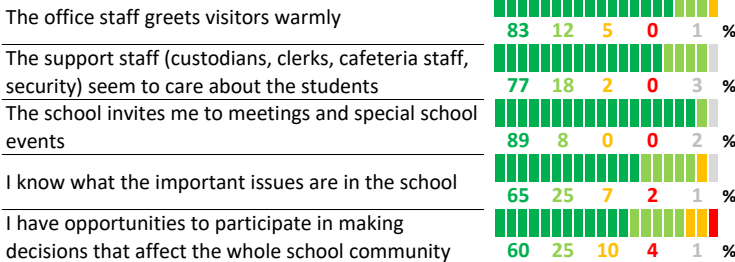 The office staff greets visitors warmly
83 12 5 0 1 %
The support staff (custodians, clerks, cafeteria staff,
security) seem to care about the students
77 18 2 0 3 %
The school invites me to meetings and special school
events
89 8 0 0 2 %
I know what the important issues are in the school
65 25 7 2 1 %
I have opportunities to participate in making
decisions that affect the whole school community
60 25 10 4 1 %